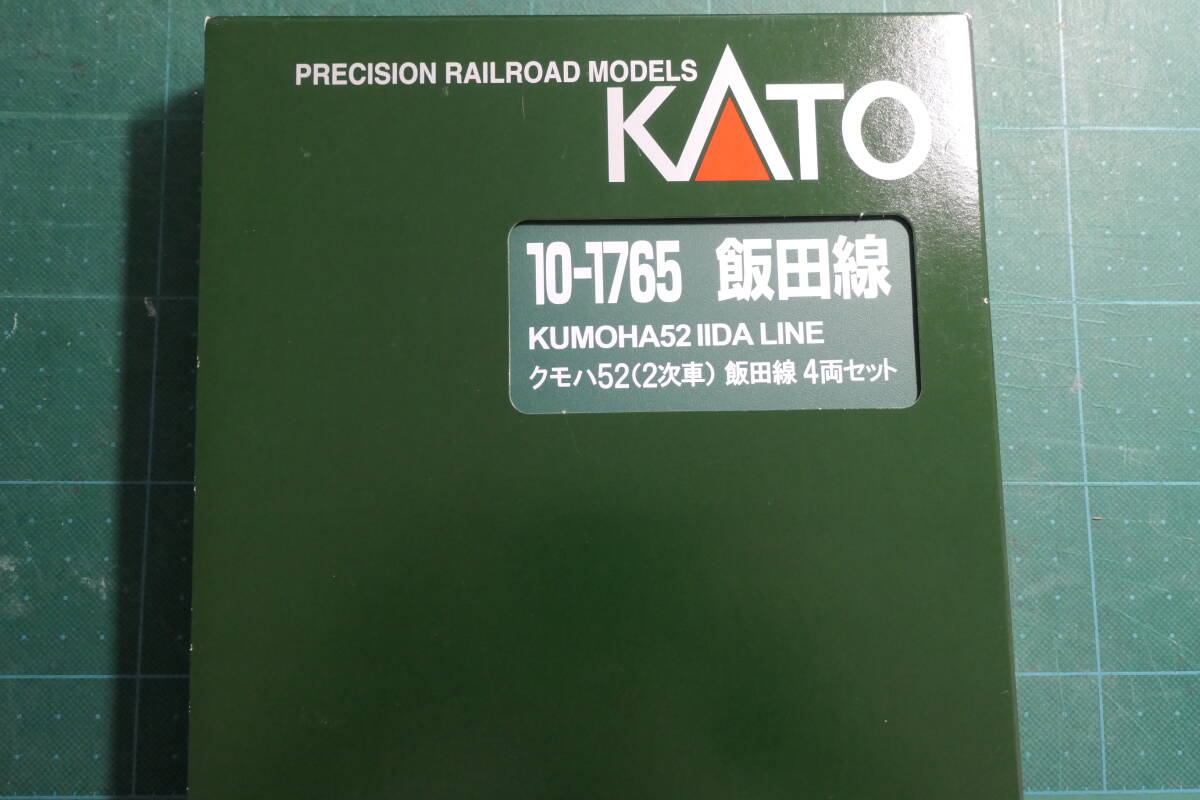 PRECISION RAILROAD MODELS
KATO
10-1765 飯田線
KUMOHA52 IIDA LINE
クモハ52(2次車) 飯田線 4両セット